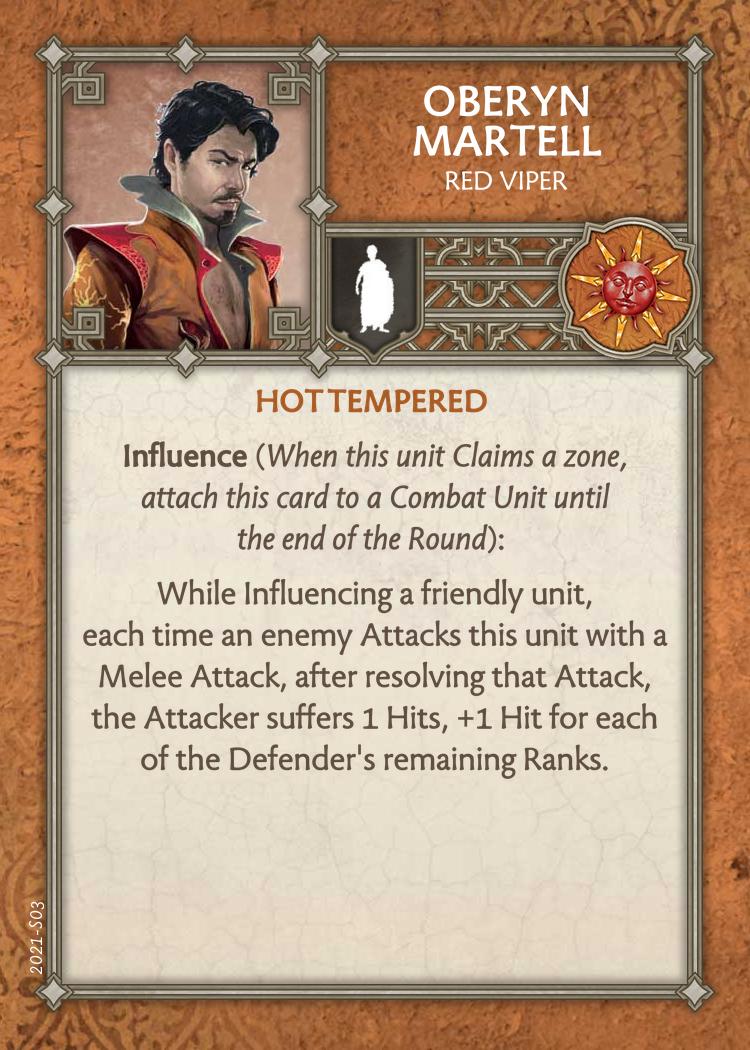 OBERYN
MARTELL
RED VIPER
HOT TEMPERED
Influence (When this unit Claims a zone,
attach this card to a Combat Unit until
the end of the Round):
While Influencing a friendly unit,
each time an enemy Attacks this unit with a
Melee Attack, after resolving that Attack,
the Attacker suffers 1 Hits, +1 Hit for each
of the Defender's remaining Ranks.
2021-S03